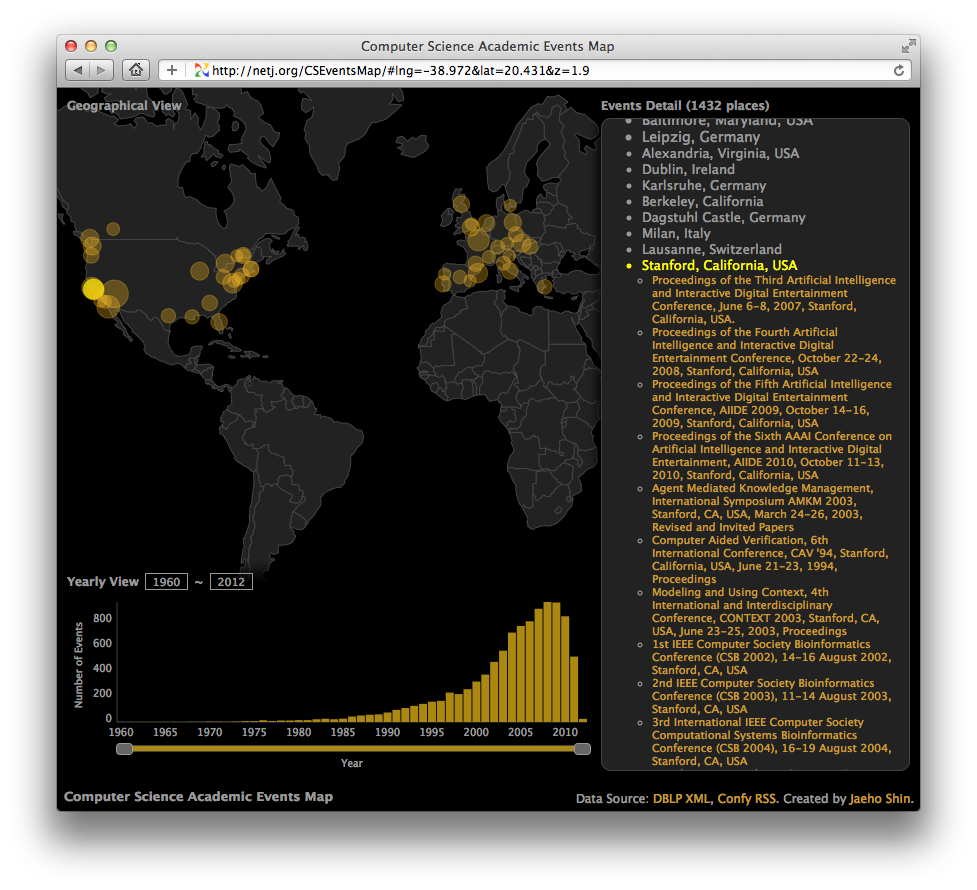 Computer Science Academic Events Map
http://netj.org/CSEventsMap/#lng=-38.972&lat=20.431&z=1.9
Geographical View
Events Detail (1432 places)
Baltimore, Maryland, USA
Leipzig, Germany
Alexandria, Virginia, USA
Dublin, Ireland
Karlsruhe, Germany
Berkeley, California
Dagstuhl Castle, Germany
Milan, Italy
Lausanne, Switzerland
Stanford, California, USA
Proceedings of the Third Artificial Intelligence
and Interactive Digital Entertainment
Conference, June 6-8, 2007, Stanford,
California, USA.
Proceedings of the Fourth Artificial
Intelligence and Interactive Digital
Entertainment Conference, October 22-24,
2008, Stanford, California, USA
Proceedings of the Fifth Artificial Intelligence
and Interactive Digital Entertainment
Conference, AIIDE 2009, October 14-16,
2009, Stanford, California, USA
Proceedings of the Sixth AAAI Conference on
Artificial Intelligence and Interactive Digital
Entertainment, AIIDE 2010, October 11-13,
2010, Stanford, California, USA
Agent Mediated Knowledge Management,
International Symposium AMKM 2003,
Stanford, CA, USA, March 24-26, 2003,
Revised and Invited Papers
Computer Aided Verification, 6th
International Conference, CAV '94, Stanford,
California, USA, June 21-23, 1994,
Proceedings
Modeling and Using Context, 4th
International and Interdisciplinary
Conference, CONTEXT 2003, Stanford, CA,
USA, June 23-25, 2003, Proceedings
1st IEEE Computer Society Bioinformatics
Conference (CSB 2002), 14-16 August 2002,
Stanford, CA, USA
2nd IEEE Computer Society Bioinformatics
Conference (CSB 2003), 11-14 August 2003,
Stanford, CA, USA
3rd International IEEE Computer Society
Computational Systems Bioinformatics
Conference (CSB 2004), 16-19 August 2004,
Stanford, CA, USA
Yearly View 1960 ~ 2012
Number of Events
800
600
400
200
0
1960 1965 1970 1975 1980 1985 1990 1995 2000 2005 2010
Year
Computer Science Academic Events Map
Data Source: DBLP XML, Confy RSS. Created by Jaeho Shin.